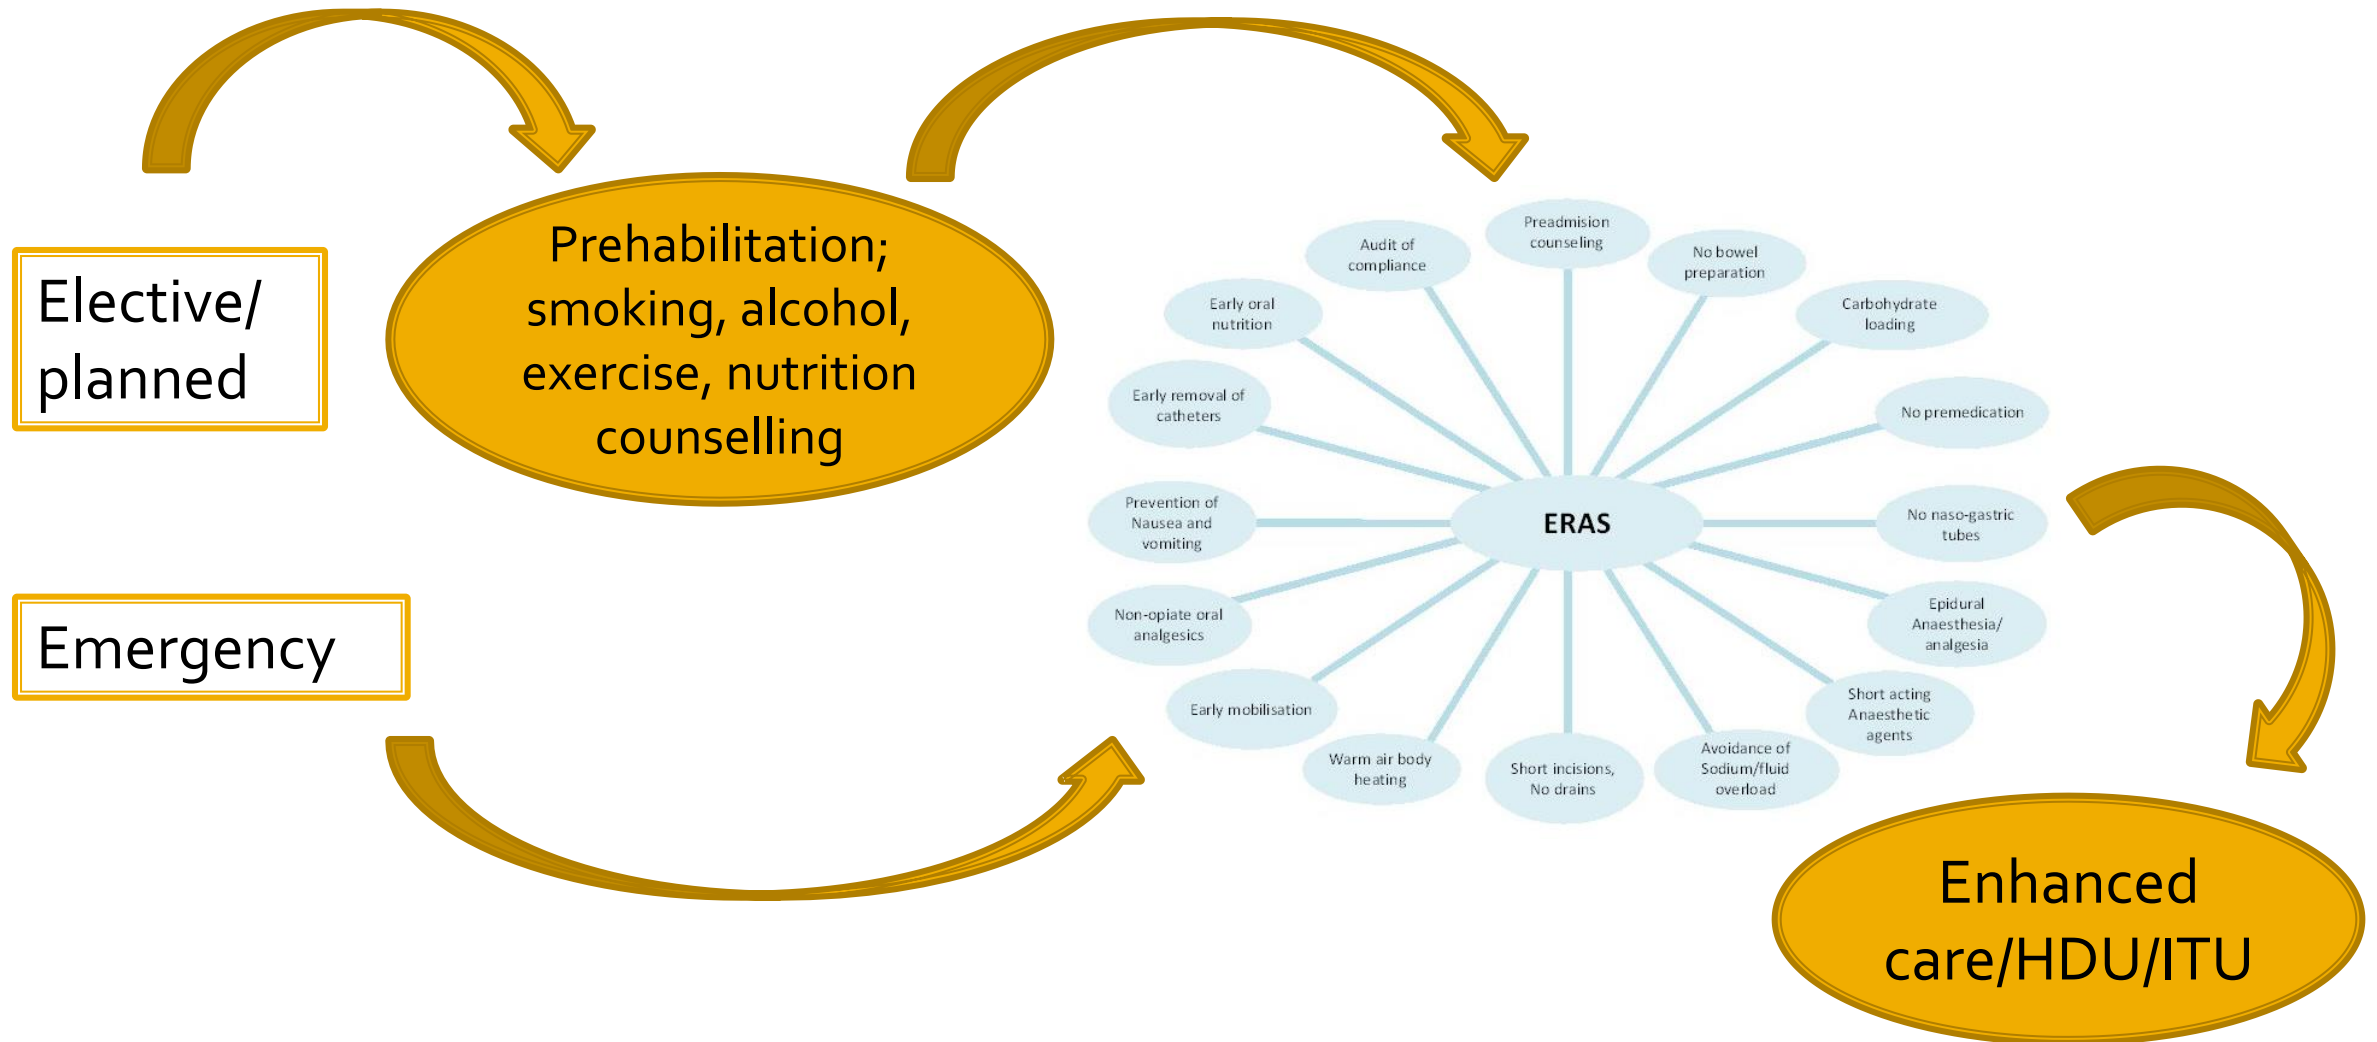 Elective/
planned
Emergency
Prehabilitation;
smoking, alcohol,
exercise, nutrition
counselling
ERAS
Preadmision
counseling
No bowel
preparation
Carbohydrate
loading
No premedication
No naso-gastric
tubes
Epidural
Anaesthesia/
analgesia
Short acting
Anaesthetic
agents
Avoidance of
Sodium/fluid
overload
Short incisions,
No drains
Warm air body
heating
Early mobilisation
Non-opiate oral
analgesics
Prevention of
Nausea and
vomiting
Early removal of
catheters
Early oral
nutrition
Audit of
compliance
Enhanced
care/HDU/ITU